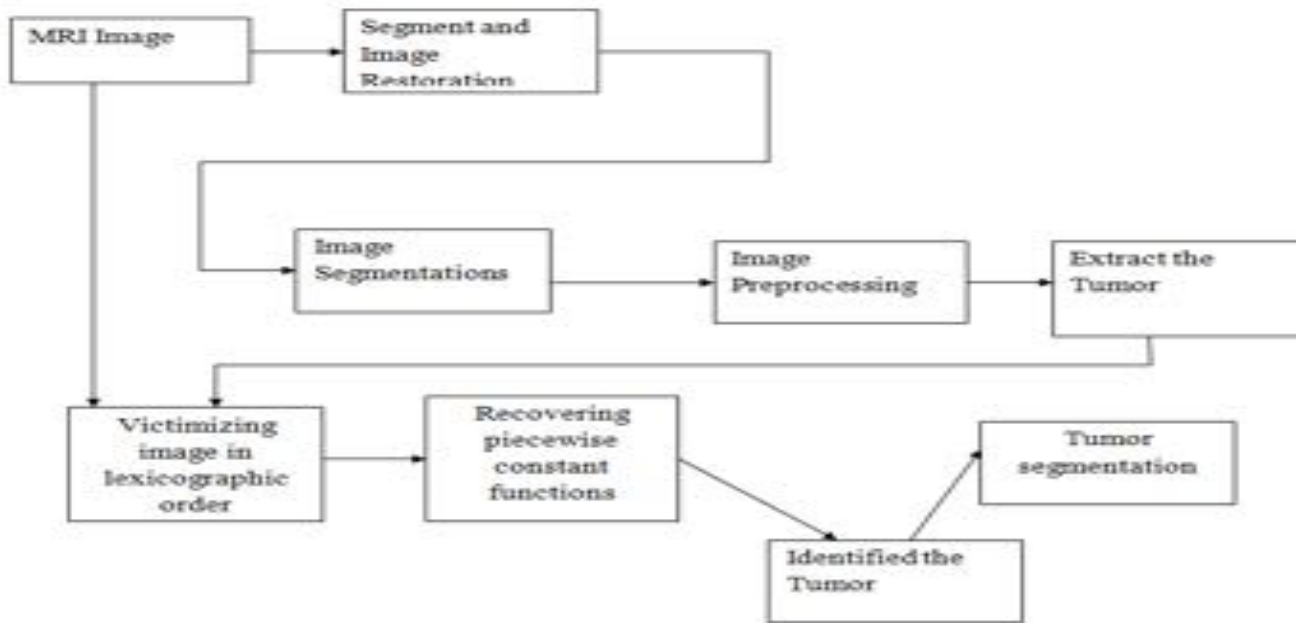 MRI Image
Segment and
Image
Restoration
Image
Segmentations
Image
Preprocessing
Extract the
Tumor
Victimizing
image in
lexicographic
order
Recovering
piecewise
constant
functions
Tumor
segmentation
Identified the
Tumor